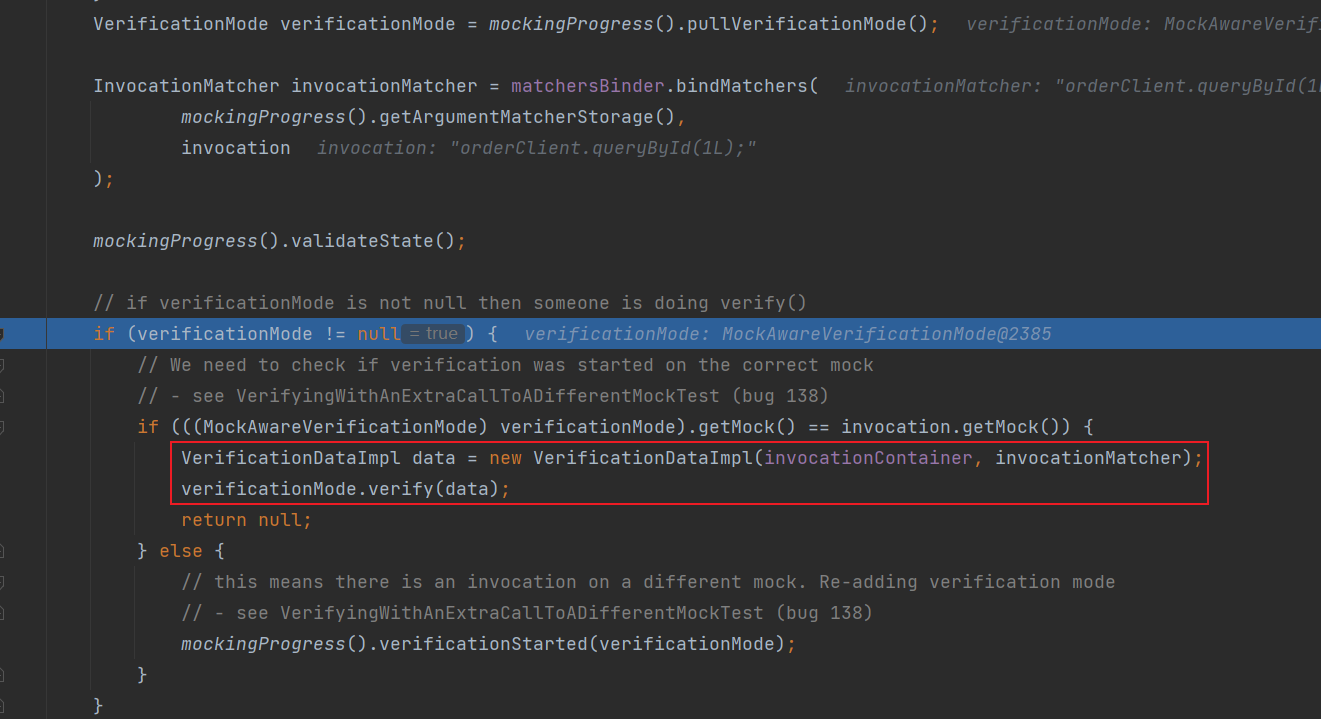 VerificationMode verificationMode = mockingProgress().pullVerificationMode();  verificationMode: MockAwareVerifi
InvocationMatcher invocationMatcher = matchersBinder.bindMatchers(  invocationMatcher: "orderClient.queryById(1
mockingProgress().getArgumentMatcherStorage(),
invocation  invocation: "orderClient.queryById(1L);"
);
mockingProgress().validateState();
// if verificationMode is not null then someone is doing verify()
if (verificationMode != null = true ) {  verificationMode: MockAwareVerificationMode@2385
// We need to check if verification was started on the correct mock
// - see VerifyingWithAnExtraCallToADifferentMockTest (bug 138)
if (((MockAwareVerificationMode) verificationMode).getMock() == invocation.getMock()) {
VerificationDataImpl data = new VerificationDataImpl(invocationContainer, invocationMatcher);
verificationMode.verify(data);
return null;
} else {
// this means there is an invocation on a different mock. Re-adding verification mode
// - see VerifyingWithAnExtraCallToADifferentMockTest (bug 138)
mockingProgress().verificationStarted(verificationMode);
}
}